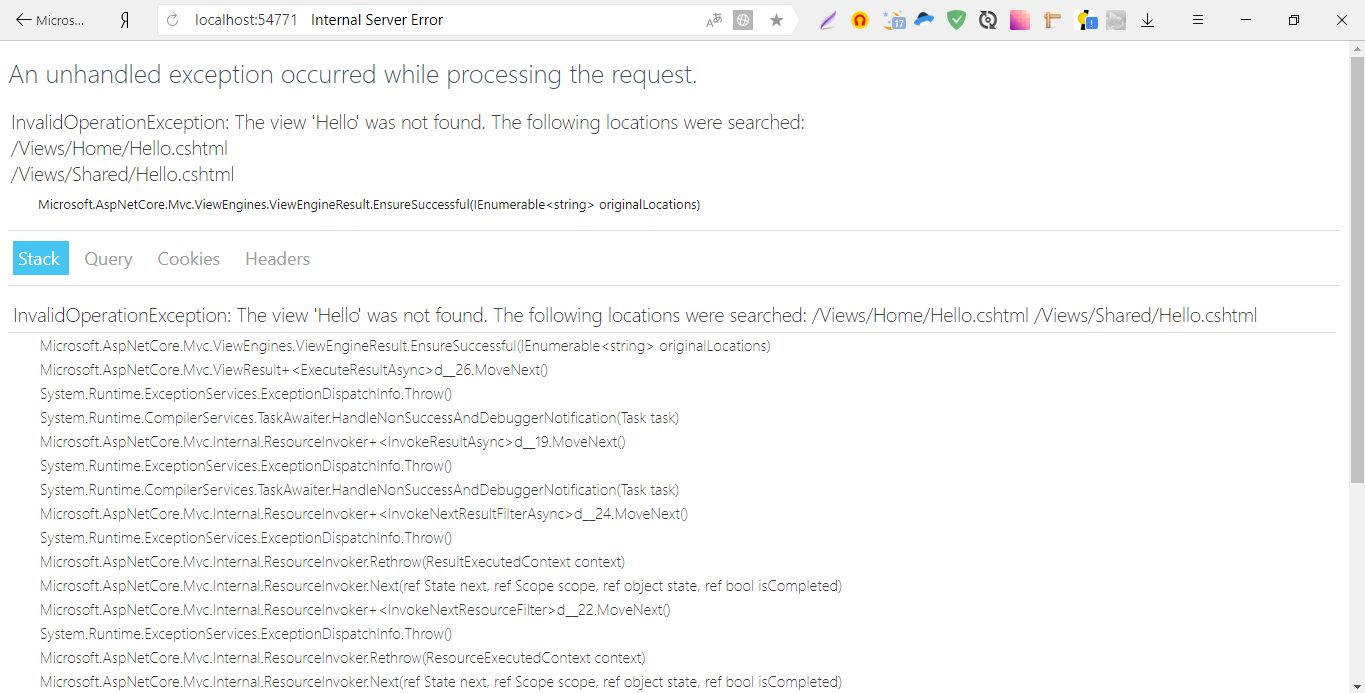 Micros...
Я
localhost:54771 Internal Server Error
17
An unhandled exception occurred while processing the request.
InvalidOperationException: The view 'Hello' was not found. The following locations were searched:
/Views/Home/Hello.cshtml
/Views/Shared/Hello.cshtml
Microsoft.AspNetCore.Mvc.ViewEngines.ViewEngineResult.EnsureSuccessful(IEnumerable<string> originalLocations)
Stack Query Cookies Headers
InvalidOperationException: The view 'Hello' was not found. The following locations were searched: /Views/Home/Hello.cshtml /Views/Shared/Hello.cshtml
Microsoft.AspNetCore.Mvc.ViewEngines.ViewEngineResult.EnsureSuccessful(IEnumerable<string> originalLocations)
Microsoft.AspNetCore.Mvc.ViewResult+<ExecuteResultAsync>d__26.MoveNext()
System.Runtime.ExceptionServices.ExceptionDispatchInfo.Throw()
System.Runtime.CompilerServices.TaskAwaiter.HandleNonSuccessAndDebuggerNotification(Task task)
Microsoft.AspNetCore.Mvc.Internal.ResourceInvoker+<InvokeResultAsync>d__19.MoveNext()
System.Runtime.ExceptionServices.ExceptionDispatchInfo.Throw()
System.Runtime.CompilerServices.TaskAwaiter.HandleNonSuccessAndDebuggerNotification(Task task)
Microsoft.AspNetCore.Mvc.Internal.ResourceInvoker+<InvokeNextResultFilterAsync>d__24.MoveNext()
System.Runtime.ExceptionServices.ExceptionDispatchInfo.Throw()
Microsoft.AspNetCore.Mvc.Internal.ResourceInvoker.Rethrow(ResultExecutedContext context)
Microsoft.AspNetCore.Mvc.Internal.ResourceInvoker.Next(ref State next, ref Scope scope, ref object state, ref bool isCompleted)
Microsoft.AspNetCore.Mvc.Internal.ResourceInvoker+<InvokeNextResourceFilter>d__22.MoveNext()
System.Runtime.ExceptionServices.ExceptionDispatchInfo.Throw()
Microsoft.AspNetCore.Mvc.Internal.ResourceInvoker.Rethrow(ResourceExecutedContext context)
Microsoft.AspNetCore.Mvc.Internal.ResourceInvoker.Next(ref State next, ref Scope scope, ref object state, ref bool isCompleted)